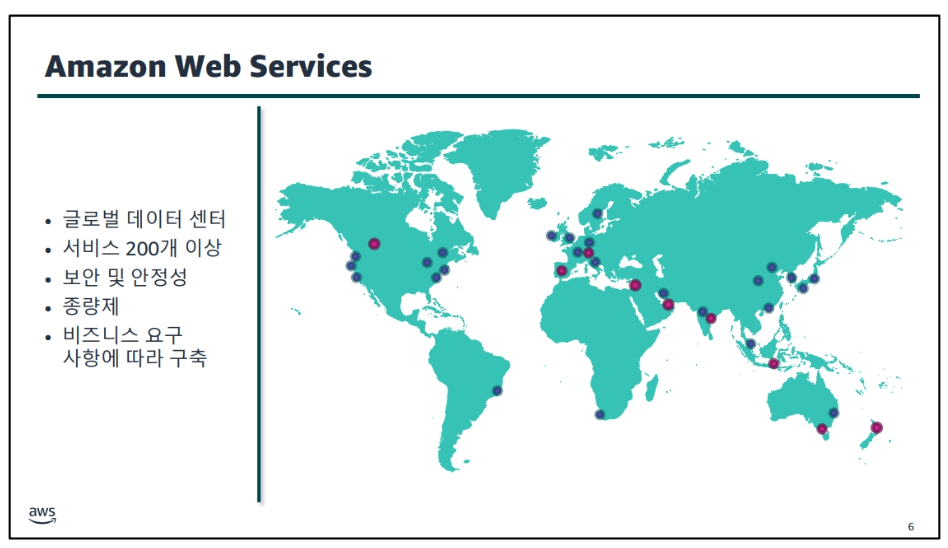 Amazon Web Services
• 글로벌 데이터 센터
• 서비스 200개 이상
• 보안 및 안정성
• 종량제
• 비즈니스 요구
사항에 따라 구축
aws
6